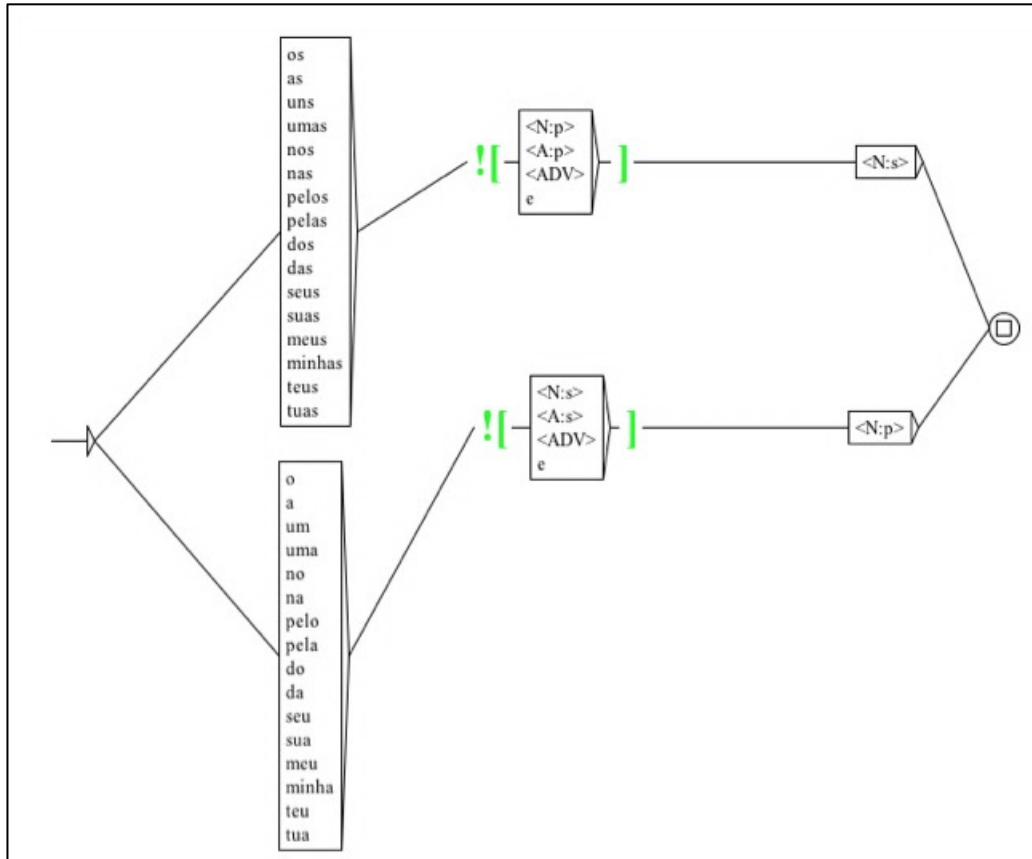 os
as
uns
umas
nos
nas
pelos
pelas
dos
das
seus
suas
meus
minhas
teus
tuas
![
<N:p>
<A:p>
<ADV>
e
]
<N:s>
o
a
um
uma
no
na
pelo
pela
do
da
seu
sua
meu
minha
teu
tua
![
<N:s>
<A:s>
<ADV>
e
]
<N:p>